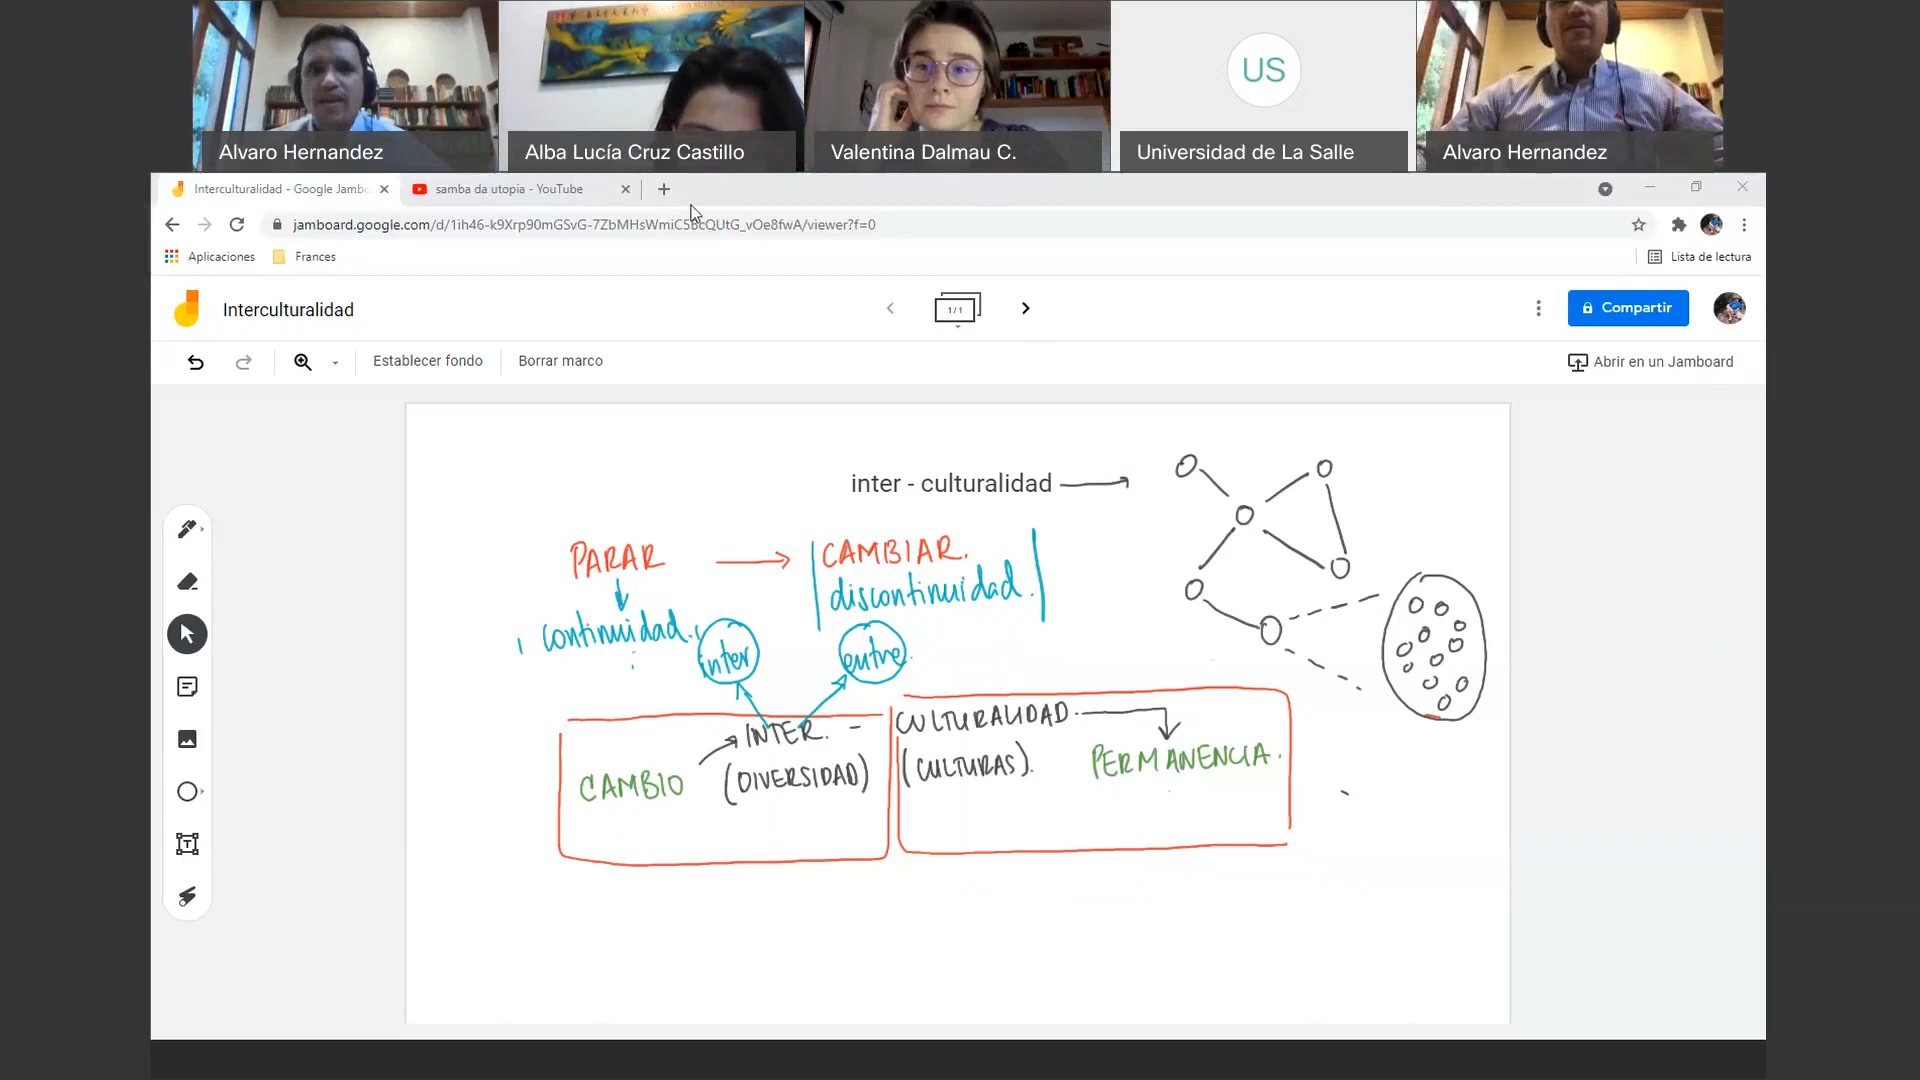 Alvaro Hernandez
Alba Lucía Cruz Castillo
Valentina Dalmau C.
US
Universidad de La Salle
Alvaro Hernandez
Interculturalidad - Google Jambo
samba da utopia - YouTube
jamboard.google.com/d/1ih46-k9Xrp90mGSvG-7ZbMHsWmiC5BcQUtG_vOe8fwA/viewer?f=0
Aplicaciones
Frances
Lista de lectura
Interculturalidad
1/1
Compartir
Establecer fondo
Borrar marco
Abrir en un Jamboard
inter - culturalidad
PARAR
CAMBIAR.
continuidad.
discontinuidad.
inter
entre
INTER. -
CULTURALIDAD
CAMBIO
(DIVERSIDAD)
(CULTURAS).
PERMANENCIA.